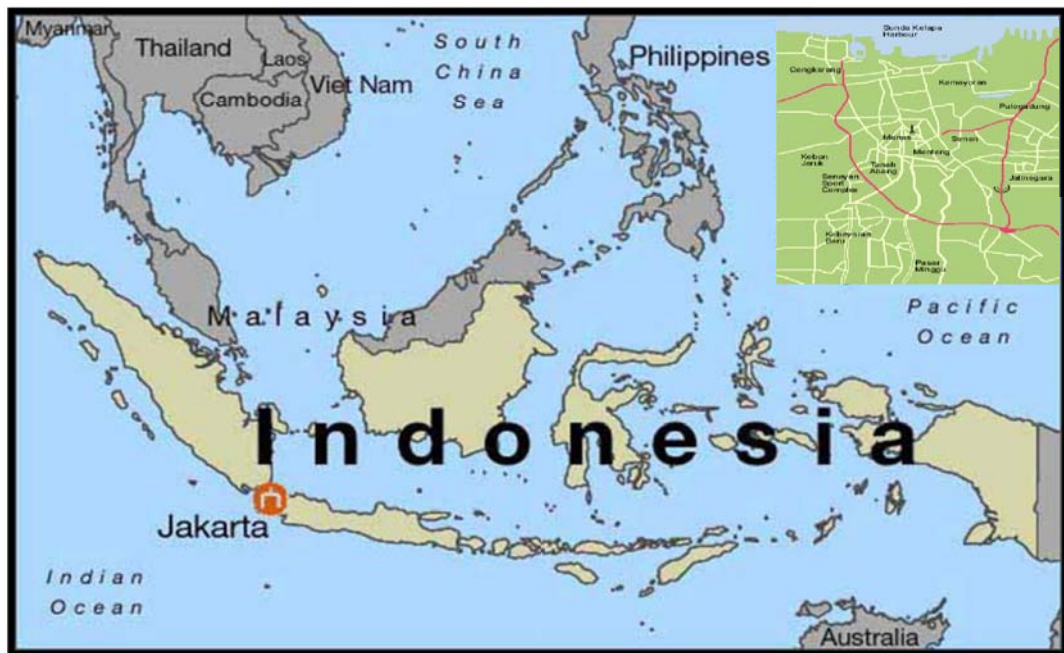 Myanmar
Thailand
Laos
Viet Nam
Cambodia
South
China
Sea
Philippines
Sunda Kelapa
Harbour
Cengkarang
Kemayoran
Pulogadung
Monas
Senen
Menteng
Kebon
Jeruk
Tanah
Abang
Jatinegara
Senayan
Sport
Complex
Kebayoran
Baru
Pasar
Minggu
Malaysia
Pacific
Ocean
Indonesia
Jakarta
Indian
Ocean
Australia